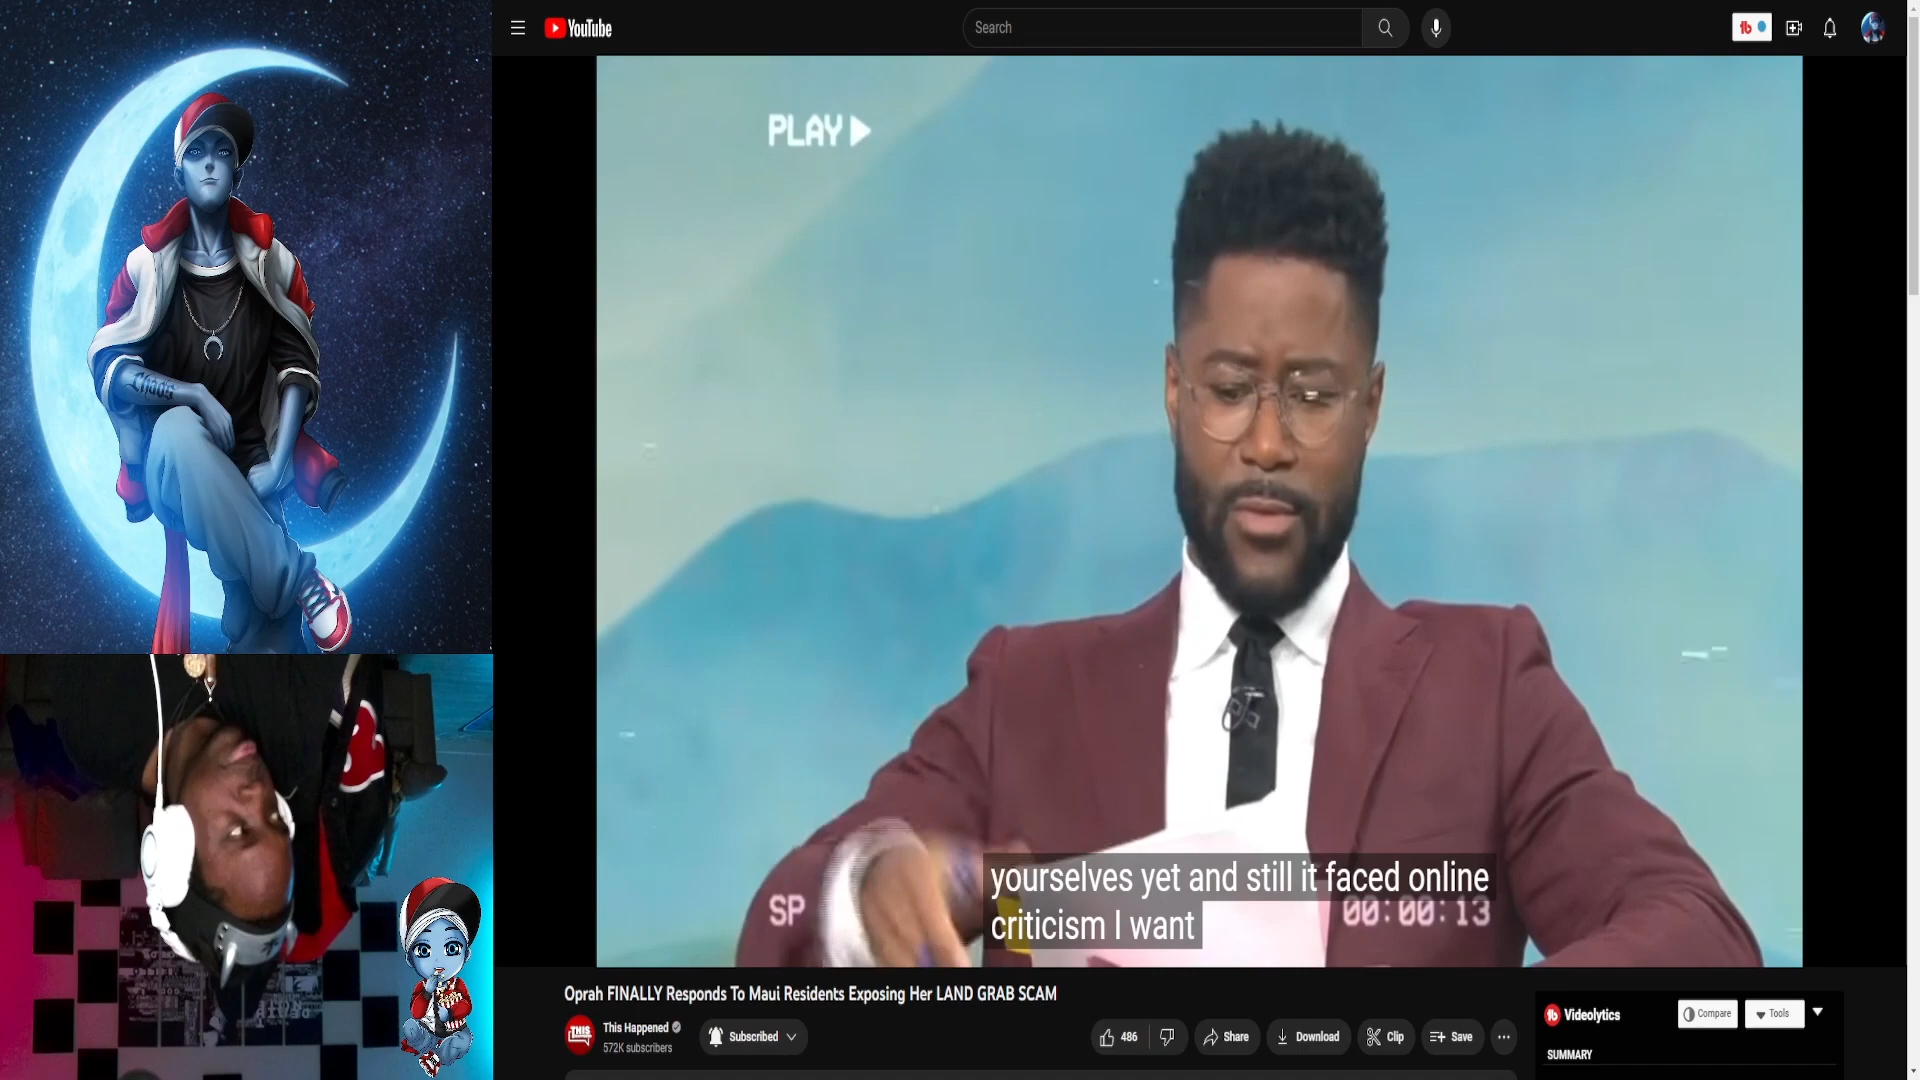 YouTube
Search
PLAY
Chaos
yourselves yet and still it faced online
criticism I want
SP
00:00:13
Oprah FINALLY Responds To Maui Residents Exposing Her LAND GRAB SCAM
THIS
This Happened
572K subscribers
Subscribed
486
Share
Download
Clip
Save
Videolytics
Compare
Tools
SUMMARY